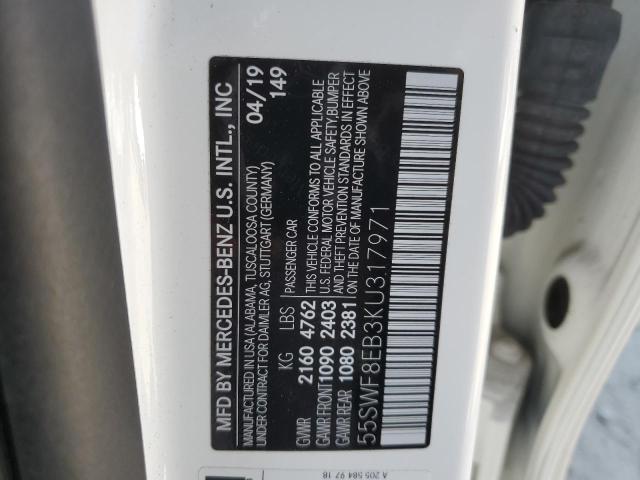 MFD BY MERCEDES-BENZ U.S. INTL., INC
MANUFACTURED IN USA (ALABAMA, TUSCALOOSA COUNTY)
UNDER CONTRACT FOR DAIMLER AG, STUTTGART (GERMANY)
04/19
149
KG LBS
GVWR 2160 4762
GAWR FRONT 1090 2403
GAWR REAR 1080 2381
PASSENGER CAR
THIS VEHICLE CONFORMS TO ALL APPLICABLE
U.S. FEDERAL MOTOR VEHICLE SAFETY, BUMPER
AND THEFT PREVENTION STANDARDS IN EFFECT
ON DATE OF MANUFACTURE SHOWN ABOVE
55SWF8EB3KU317971
A 205 584 97 18